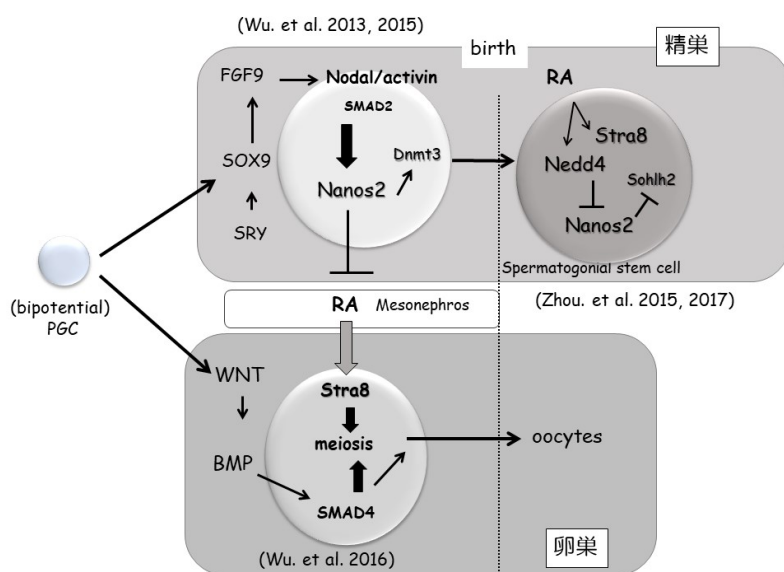 (Wu. et al. 2013, 2015)
birth
精巣
FGF9
Nodal/activin
RA
SMAD2
Stra8
SOX9
Dnmt3
Nedd4
Nanos2
Sohlh2
SRY
Nanos2
Spermatogonial stem cell
(bipotential)
PGC
RA Mesonephros
(Zhou. et al. 2015, 2017)
WNT
Stra8
meiosis
oocytes
BMP
SMAD4
(Wu. et al. 2016)
卵巣